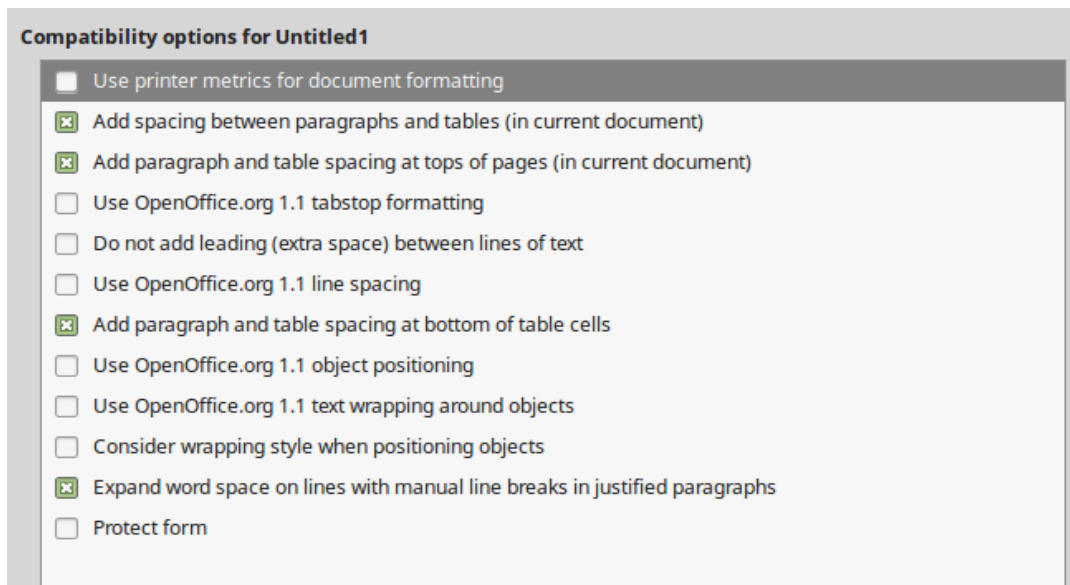 Compatibility options for Untitled1
Use printer metrics for document formatting
Add spacing between paragraphs and tables (in current document)
Add paragraph and table spacing at tops of pages (in current document)
Use OpenOffice.org 1.1 tabstop formatting
Do not add leading (extra space) between lines of text
Use OpenOffice.org 1.1 line spacing
Add paragraph and table spacing at bottom of table cells
Use OpenOffice.org 1.1 object positioning
Use OpenOffice.org 1.1 text wrapping around objects
Consider wrapping style when positioning objects
Expand word space on lines with manual line breaks in justified paragraphs
Protect form